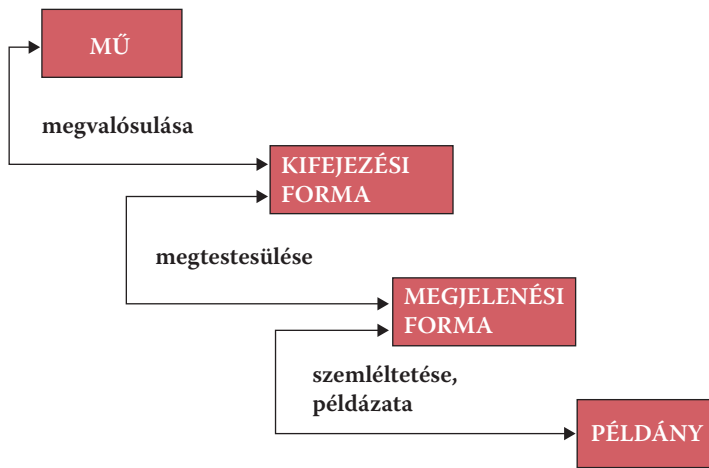 MŰ
megvalósulása
KIFEJEZÉSI
FORMA
megtestesülése
MEGJELENÉSI
FORMA
szemléltetése,
példázata
PÉLDÁNY